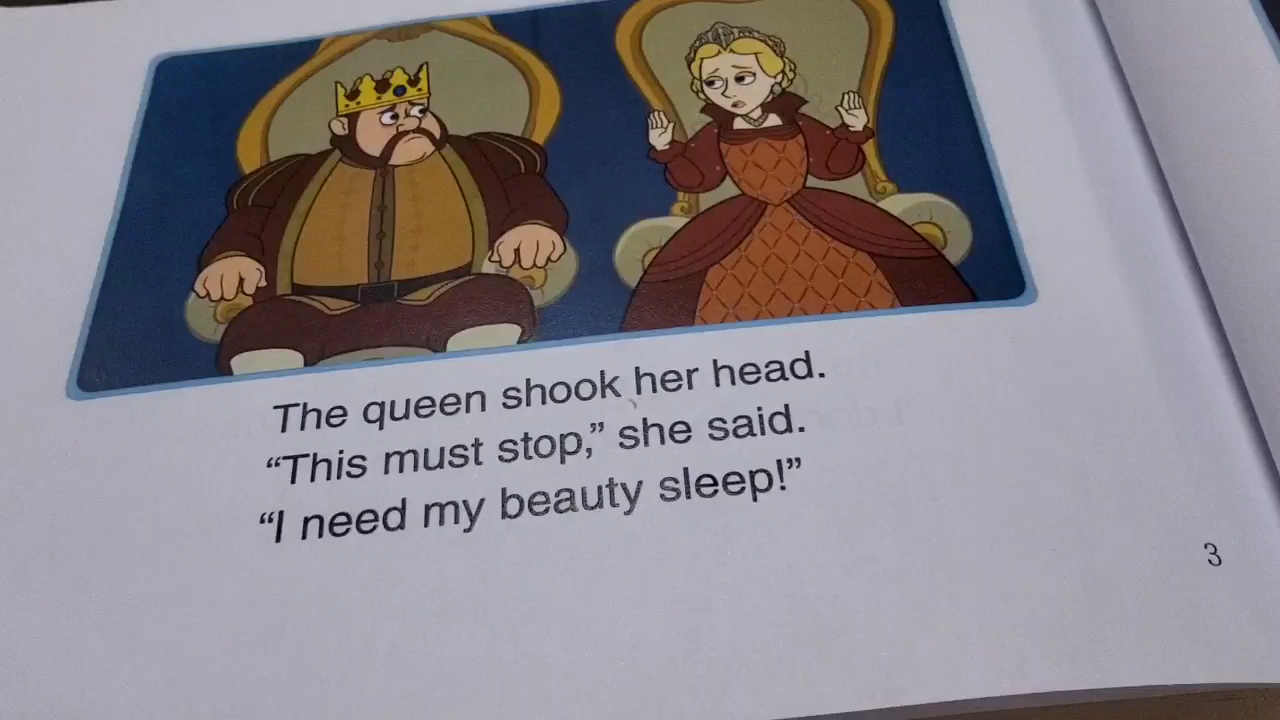 The queen shook her head.
“This must stop,” she said.
“I need my beauty sleep!”
3